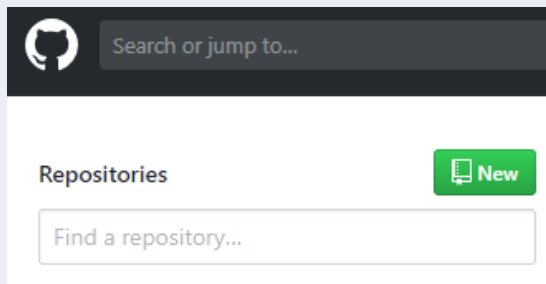 Search or jump to...
Repositories
New
Find a repository...